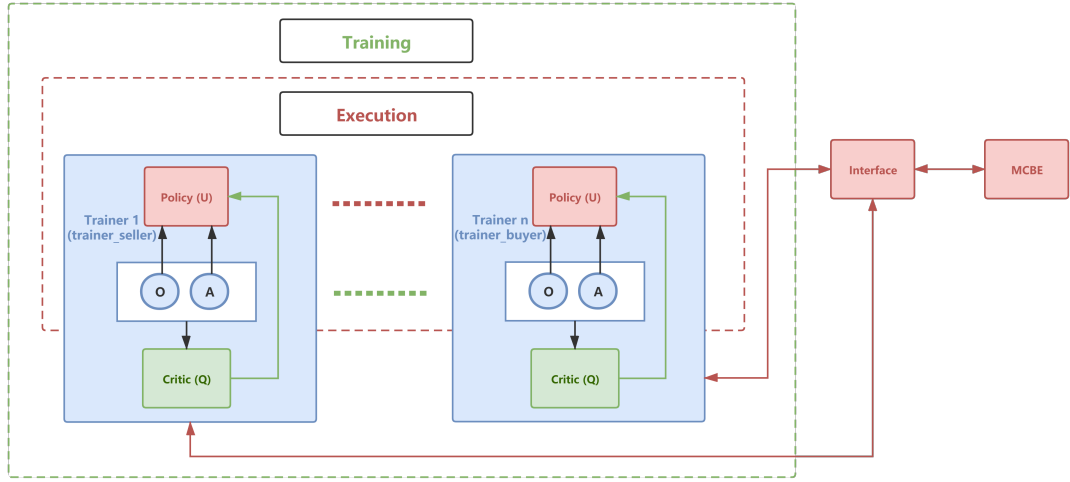 Training
Execution
Policy (U)
Trainer 1
(trainer_seller)
O
A
Critic (Q)
Policy (U)
Trainer n
(trainer_buyer)
O
A
Critic (Q)
Interface
MCBE